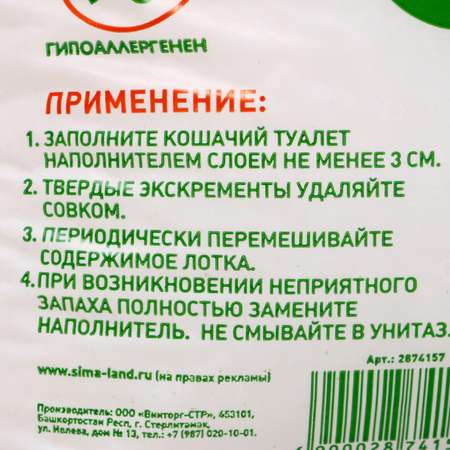 ГИПОАЛЛЕРГЕНЕН
ПРИМЕНЕНИЕ:
1. ЗАПОЛНИТЕ КОШАЧИЙ ТУАЛЕТ
НАПОЛНИТЕЛЕМ СЛОЕМ НЕ МЕНЕЕ 3 СМ.
2. ТВЕРДЫЕ ЭКСКРЕМЕНТЫ УДАЛЯЙТЕ
СОВКОМ.
3. ПЕРИОДИЧЕСКИ ПЕРЕМЕШИВАЙТЕ
СОДЕРЖИМОЕ ЛОТКА.
4. ПРИ ВОЗНИКНОВЕНИИ НЕПРИЯТНОГО
ЗАПАХА ПОЛНОСТЬЮ ЗАМЕНИТЕ
НАПОЛНИТЕЛЬ. НЕ СМЫВАЙТЕ В УНИТАЗ.
Арт.: 2874157
www.sima-land.ru (на правах рекламы)
Производитель: ООО «Винторг-СТР», 453101,
Башкортостан Респ, г. Стерлитамак,
ул. Ивлева, дом № 13, тел.: +7 (987) 020-10-01.